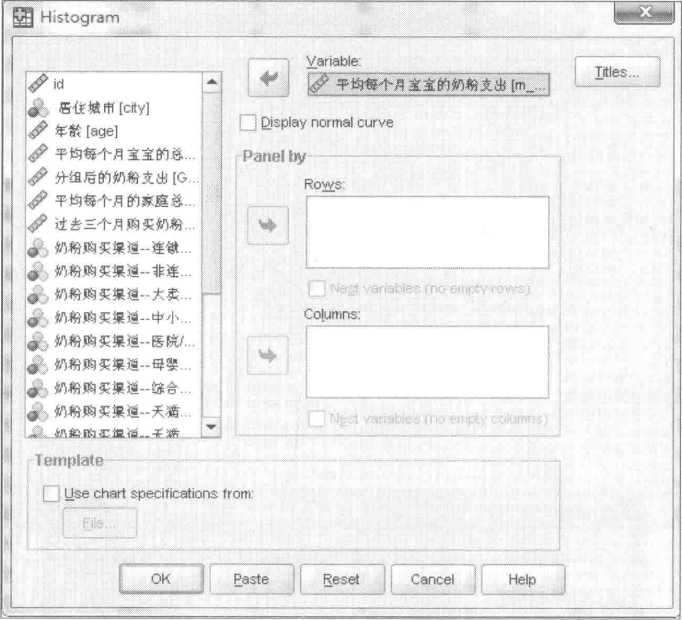 Histogram
Variable:
平均每个月宝宝的奶粉支出 [m_...
Titles...
id
居住城市 [city]
年龄 [age]
平均每个月宝宝的总...
分组后的奶粉支出 [G...
平均每个月的家庭总...
过去三个月购买奶粉...
奶粉购买渠道--连锁...
奶粉购买渠道--非连...
奶粉购买渠道--大卖...
奶粉购买渠道--中小...
奶粉购买渠道--医院/...
奶粉购买渠道--母婴...
奶粉购买渠道--综合...
奶粉购买渠道--天猫...
奶粉购买渠道--天猫...
Display normal curve
Panel by
Rows:
Nest variables (no empty rows)
Columns:
Nest variables (no empty columns)
Template
Use chart specifications from:
File...
OK
Paste
Reset
Cancel
Help